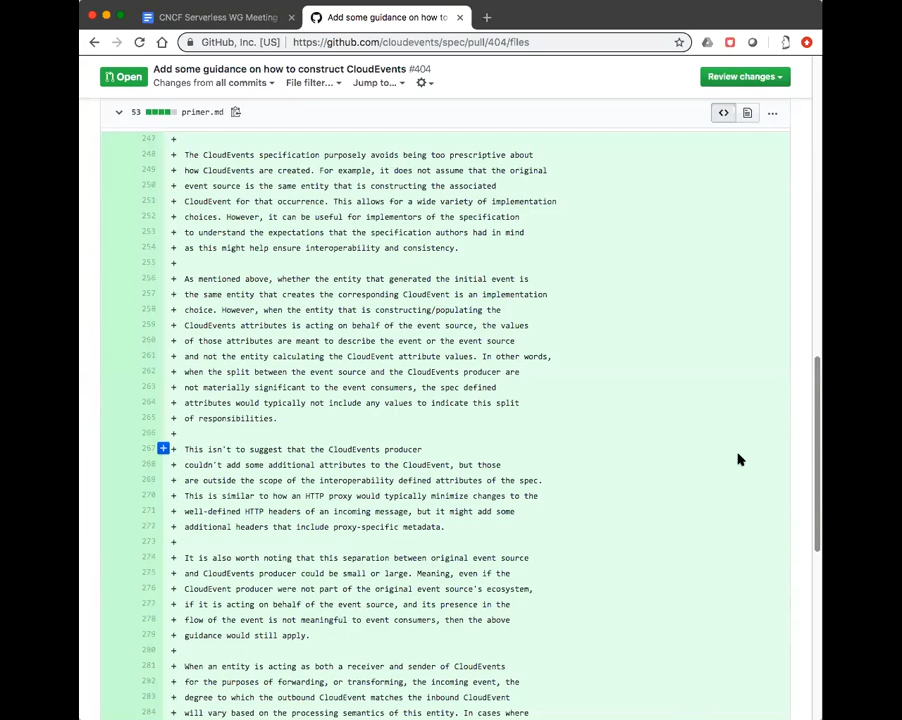 CNCF Serverless WG Meeting
Add some guidance on how to
GitHub, Inc. [US] https://github.com/cloudevents/spec/pull/404/files
Open
Add some guidance on how to construct CloudEvents #404
Changes from all commits
File filter...
Jump to...
Review changes
53
primer.md
247 +
248 + The CloudEvents specification purposely avoids being too prescriptive about
249 + how CloudEvents are created. For example, it does not assume that the original
250 + event source is the same entity that is constructing the associated
251 + CloudEvent for that occurrence. This allows for a wide variety of implementation
252 + choices. However, it can be useful for implementors of the specification
253 + to understand the expectations that the specification authors had in mind
254 + as this might help ensure interoperability and consistency.
255 +
256 + As mentioned above, whether the entity that generated the initial event is
257 + the same entity that creates the corresponding CloudEvent is an implementation
258 + choice. However, when the entity that is constructing/populating the
259 + CloudEvents attributes is acting on behalf of the event source, the values
260 + of those attributes are meant to describe the event or the event source
261 + and not the entity calculating the CloudEvent attribute values. In other words,
262 + when the split between the event source and the CloudEvents producer are
263 + not materially significant to the event consumers, the spec defined
264 + attributes would typically not include any values to indicate this split
265 + of responsibilities.
266 +
267 + This isn't to suggest that the CloudEvents producer
268 + couldn't add some additional attributes to the CloudEvent, but those
269 + are outside the scope of the interoperability defined attributes of the spec.
270 + This is similar to how an HTTP proxy would typically minimize changes to the
271 + well-defined HTTP headers of an incoming message, but it might add some
272 + additional headers that include proxy-specific metadata.
273 +
274 + It is also worth noting that this separation between original event source
275 + and CloudEvents producer could be small or large. Meaning, even if the
276 + CloudEvent producer were not part of the original event source's ecosystem,
277 + if it is acting on behalf of the event source, and its presence in the
278 + flow of the event is not meaningful to event consumers, then the above
279 + guidance would still apply.
280 +
281 + When an entity is acting as both a receiver and sender of CloudEvents
282 + for the purposes of forwarding, or transforming, the incoming event, the
283 + degree to which the outbound CloudEvent matches the inbound CloudEvent
284 + will vary based on the processing semantics of this entity. In cases where